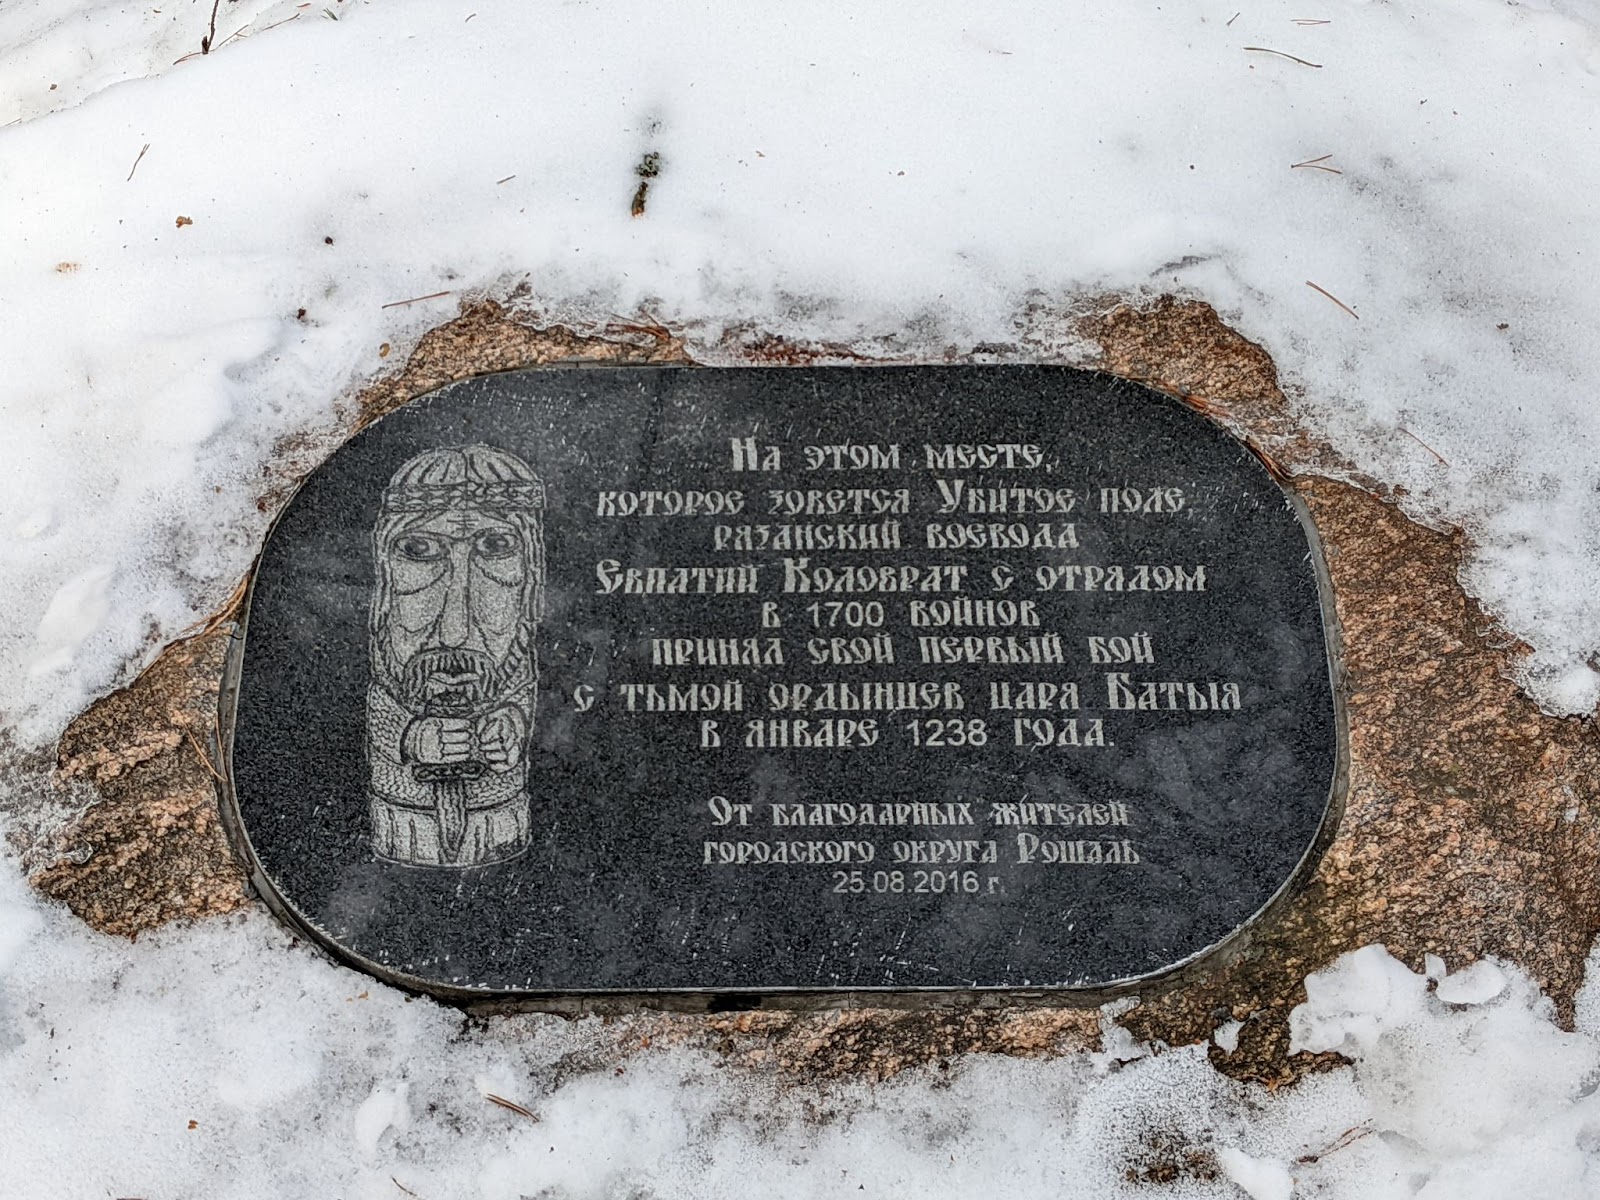 На этом месте,
которое зовется Убитое поле,
рязанский воевода
Евпатий Коловрат с отрядом
в 1700 войнов
принял свой первый бой
с тьмой ордынцев царя Батыя
в январе 1238 года.
От благодарных жителей
городского округа Рошаль
25.08.2016 г.